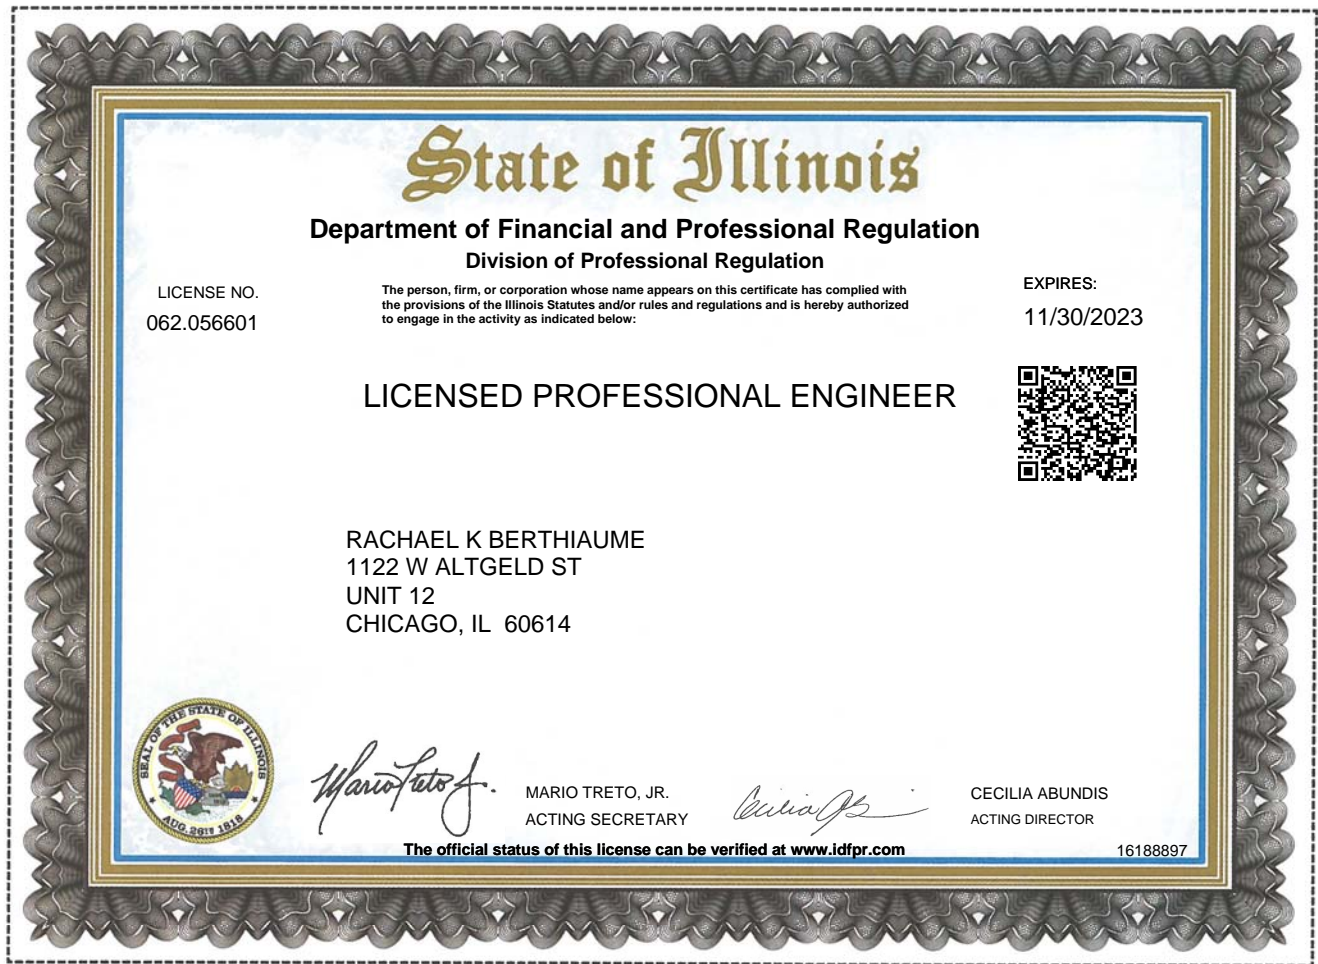 State of Illinois
Department of Financial and Professional Regulation
Division of Professional Regulation
LICENSE NO.
062.056601
The person, firm, or corporation whose name appears on this certificate has complied with
the provisions of the Illinois Statutes and/or rules and regulations and is hereby authorized
to engage in the activity as indicated below:
EXPIRES:
11/30/2023
LICENSED PROFESSIONAL ENGINEER
RACHAEL K BERTHIAUME
1122 W ALTGELD ST
UNIT 12
CHICAGO, IL  60614
SEAL OF THE STATE OF ILLINOIS
AUG. 26TH 1818
Mario Treto Jr.
MARIO TRETO, JR.
ACTING SECRETARY
Cecilia
CECILIA ABUNDIS
ACTING DIRECTOR
The official status of this license can be verified at www.idfpr.com
16188897